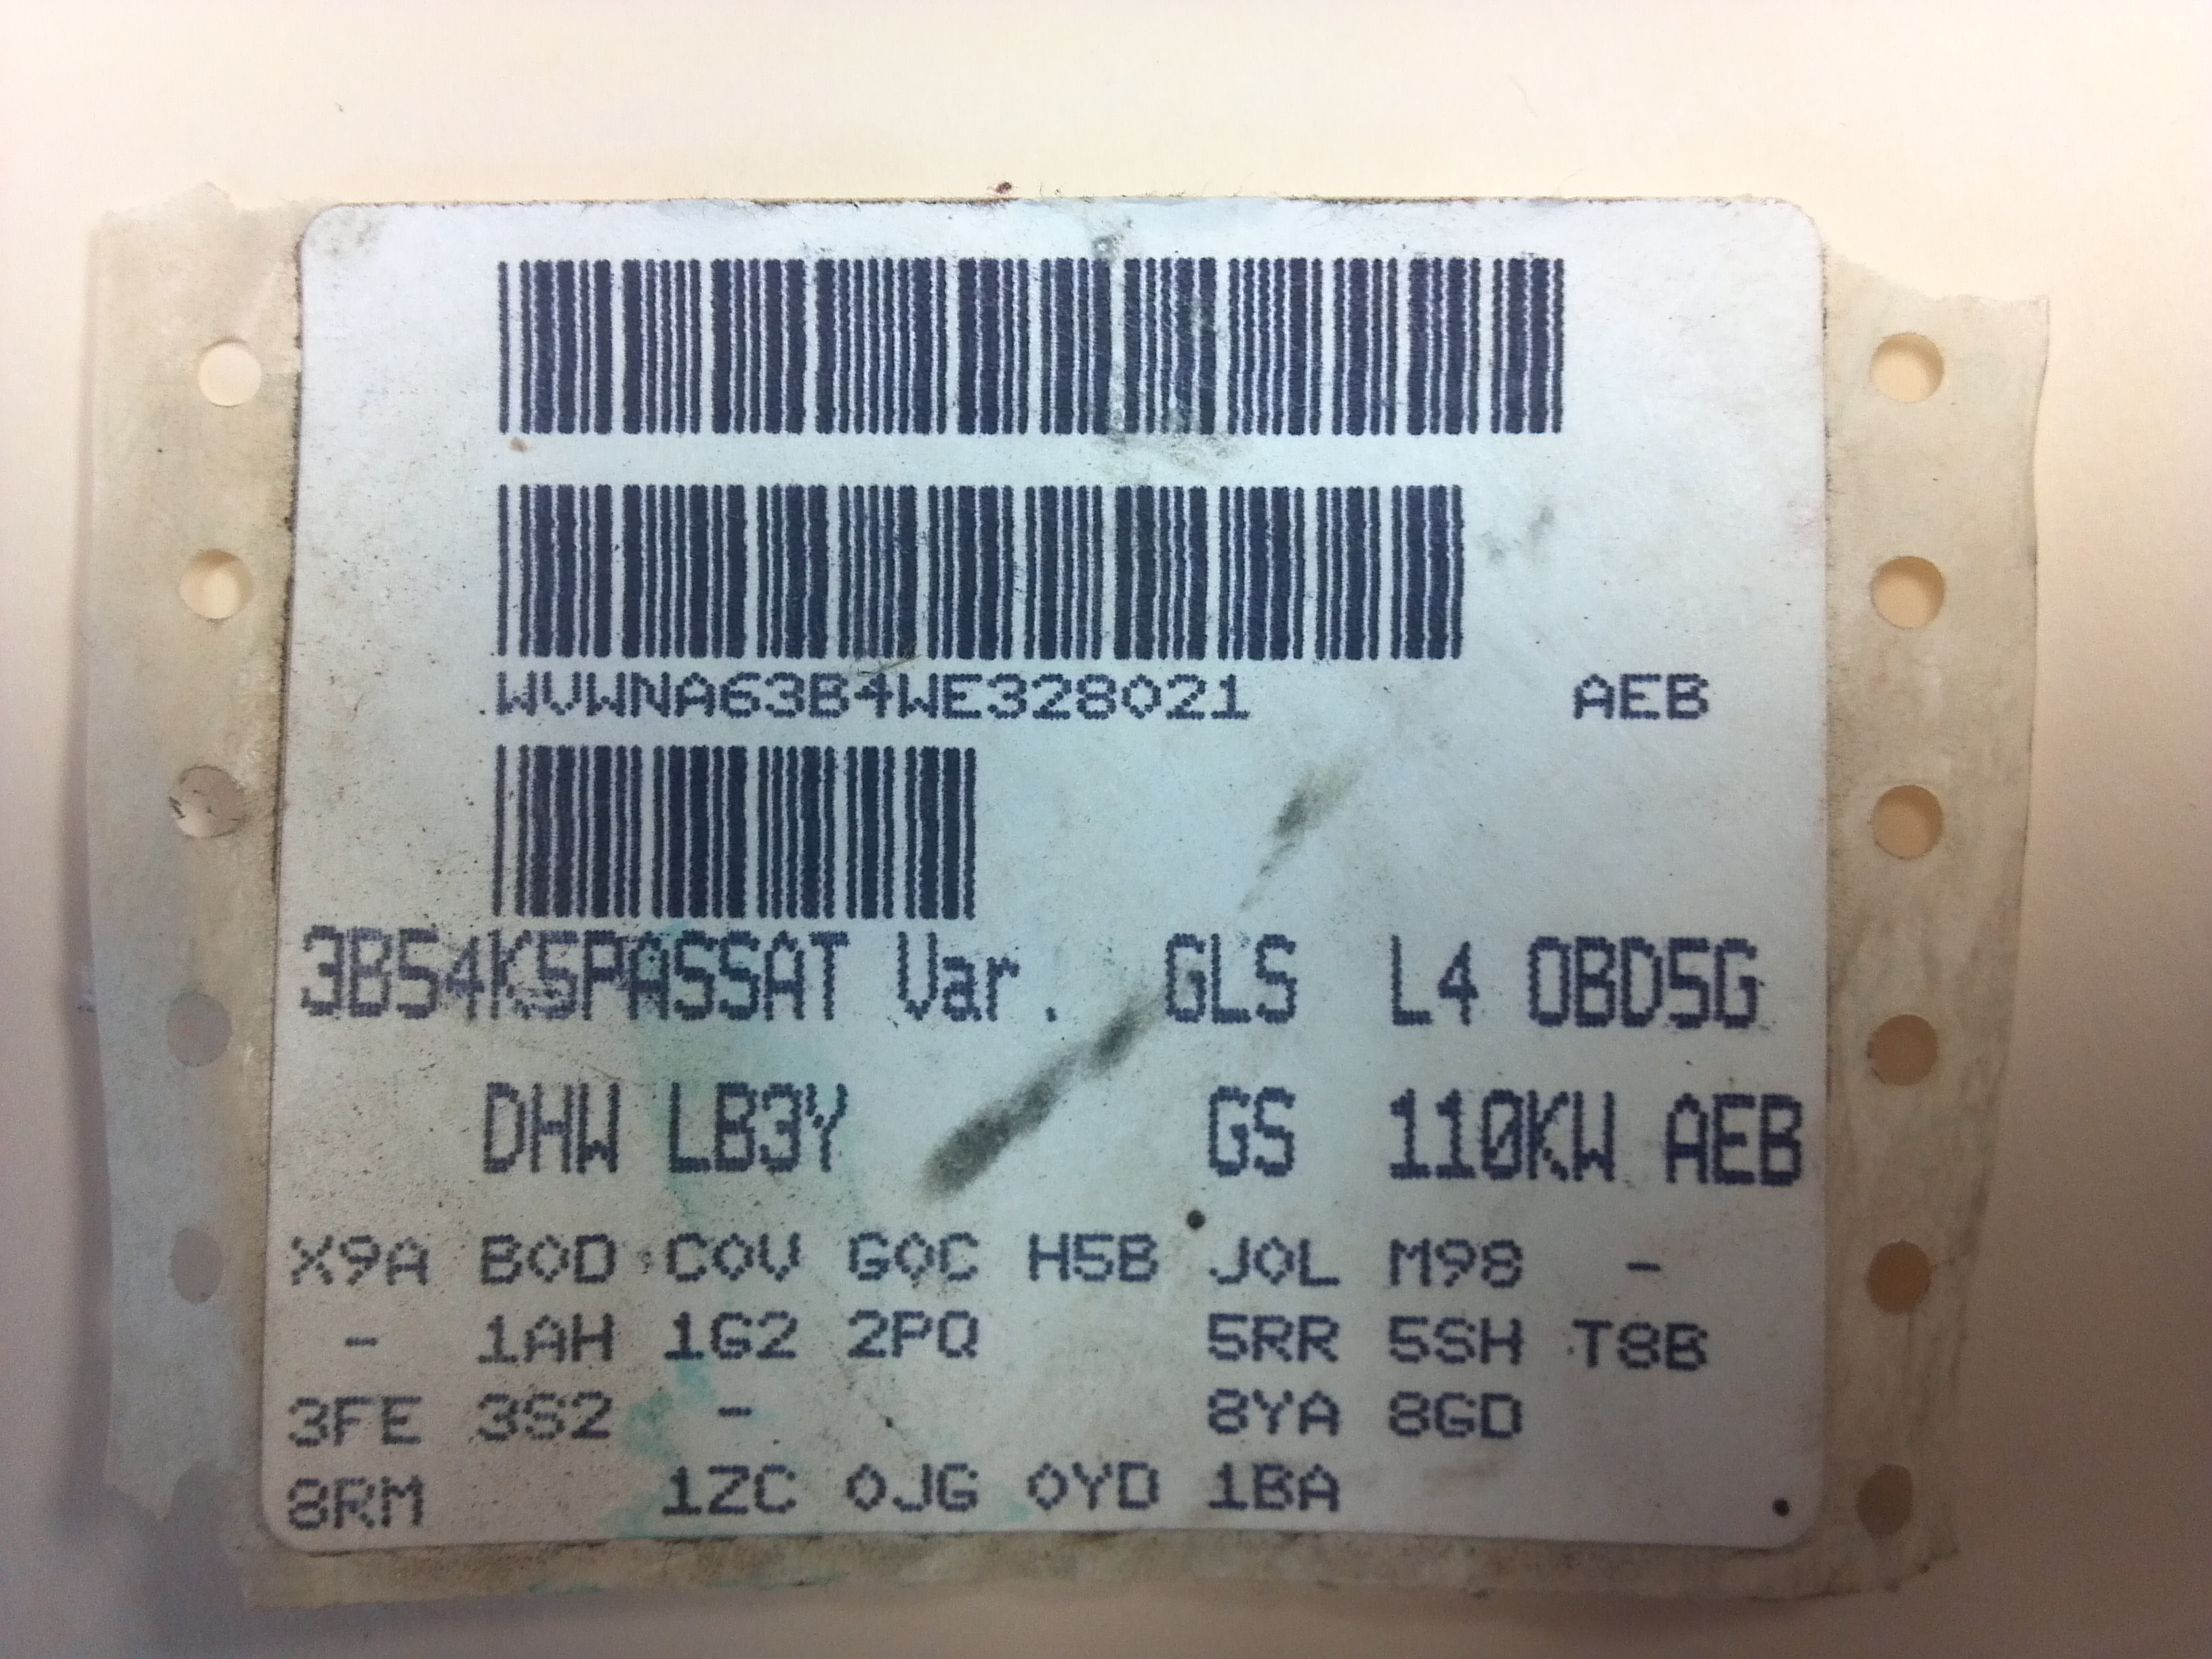 WVWNA63B4WE328021 AEB
3B54K5PASSAT Var. GLS L4 OBD5G
DHW LB3Y GS 110KW AEB
X9A B0D C0V G0C H5B J0L M98 -
- 1AH 1G2 2PQ 5RR 5SH T8B
3FE 3S2 - 8YA 8GD
8RM 1ZC 0JG 0YD 1BA